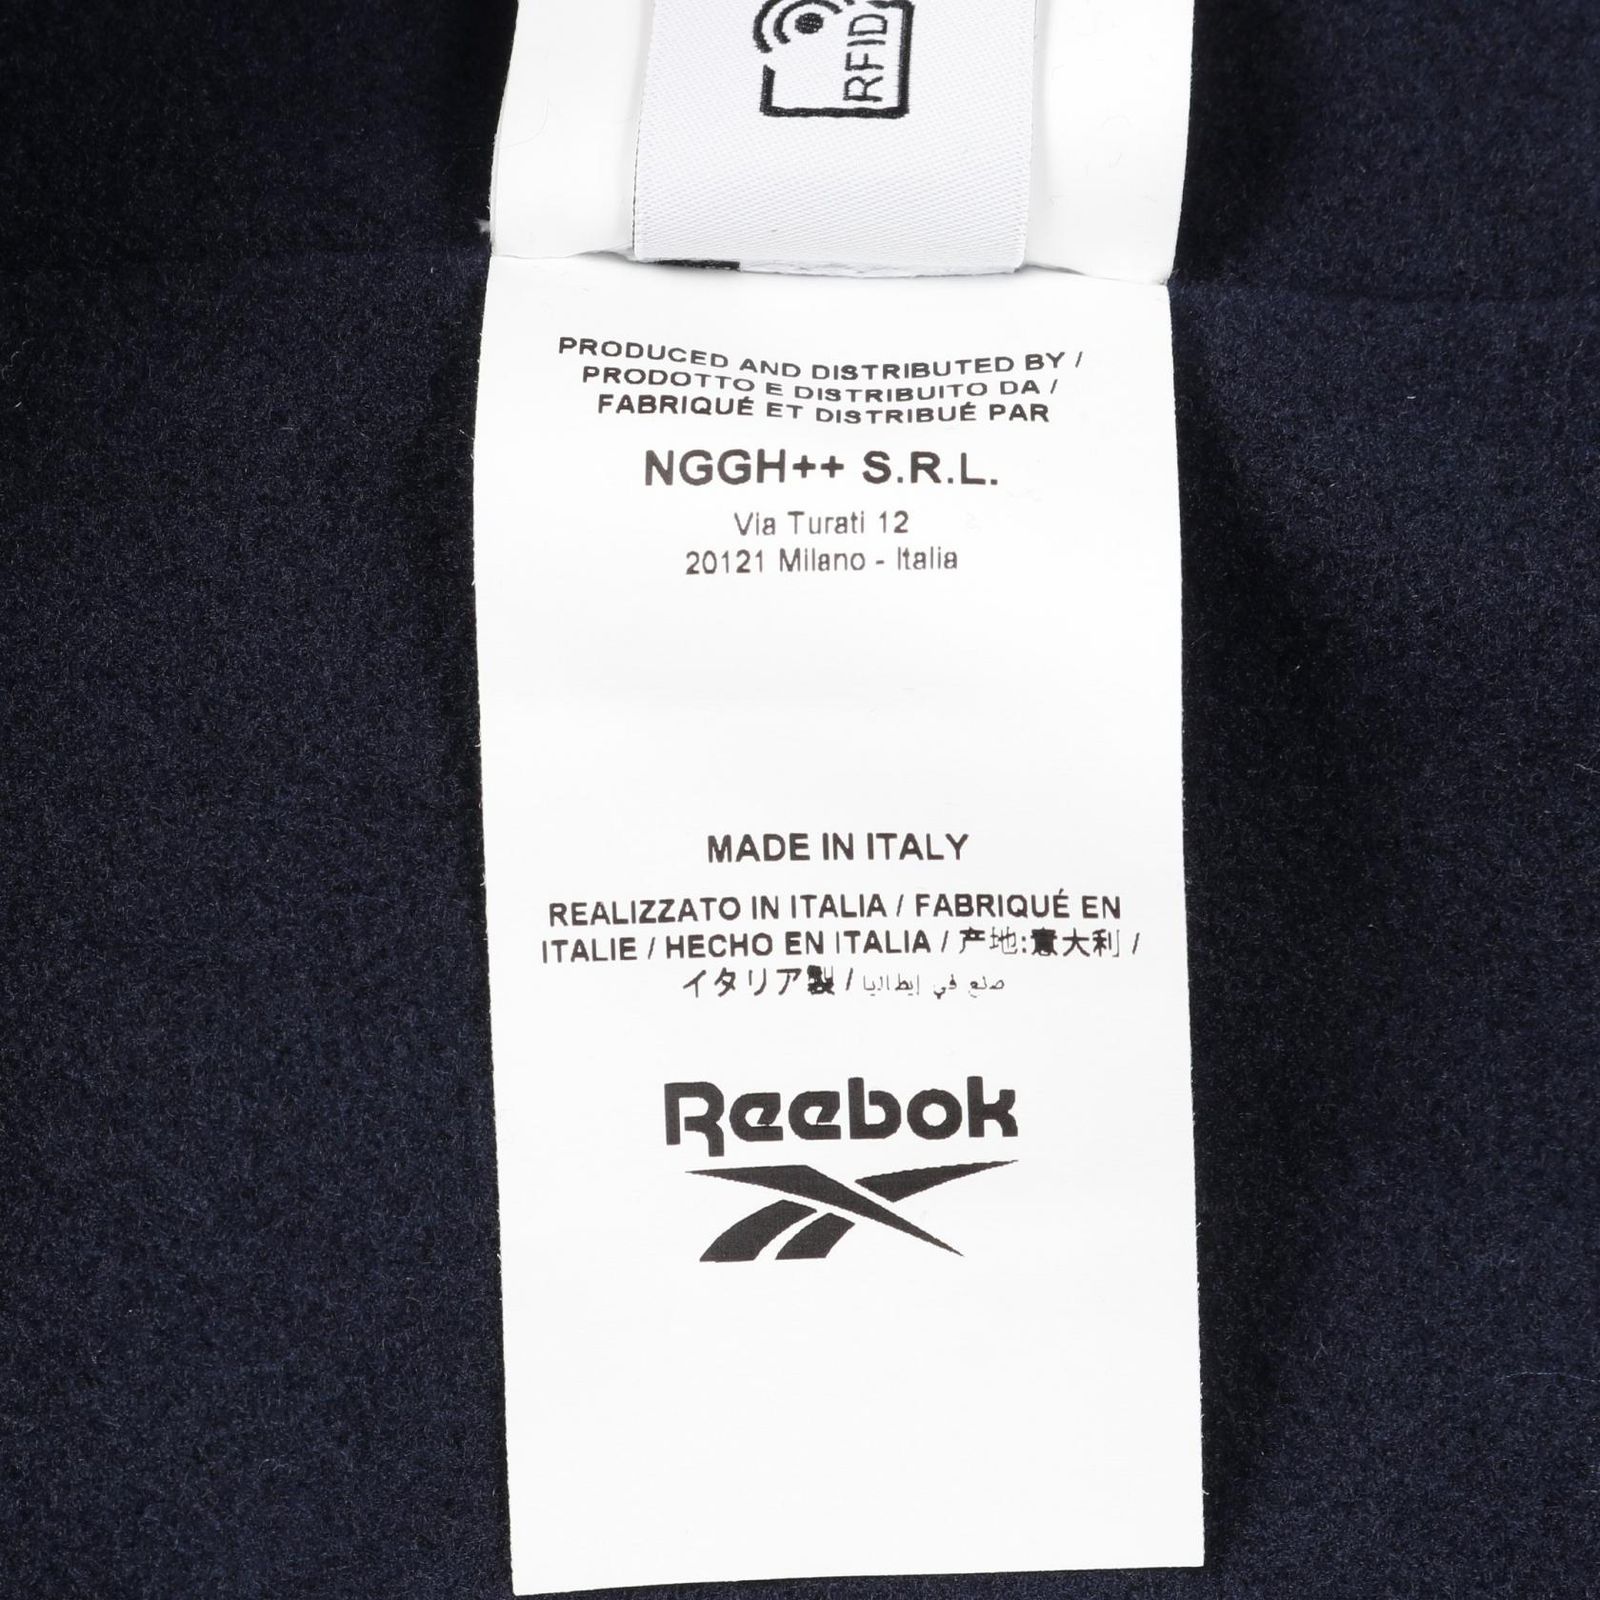 RFID
PRODUCED AND DISTRIBUTED BY /
PRODOTTO E DISTRIBUITO DA /
FABRIQUÉ ET DISTRIBUÉ PAR
NGGH++ S.R.L.
Via Turati 12
20121 Milano - Italia
MADE IN ITALY
REALIZZATO IN ITALIA / FABRIQUÉ EN
ITALIE / HECHO EN ITALIA / 产地:意大利 /
イタリア製 / صنع في إيطاليا
Reebok